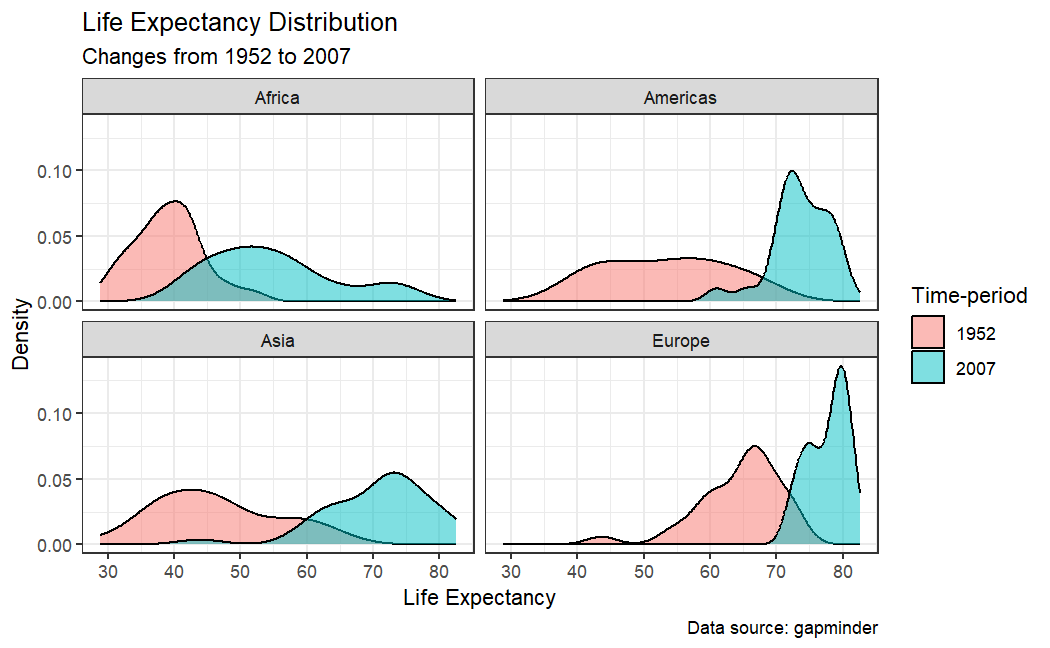 Life Expectancy Distribution
Changes from 1952 to 2007
Africa
Americas
0.10
0.05
0.00
Asia
Europe
0.10
0.05
0.00
30 40 50 60 70 80
30 40 50 60 70 80
Density
Life Expectancy
Time-period
1952
2007
Data source: gapminder